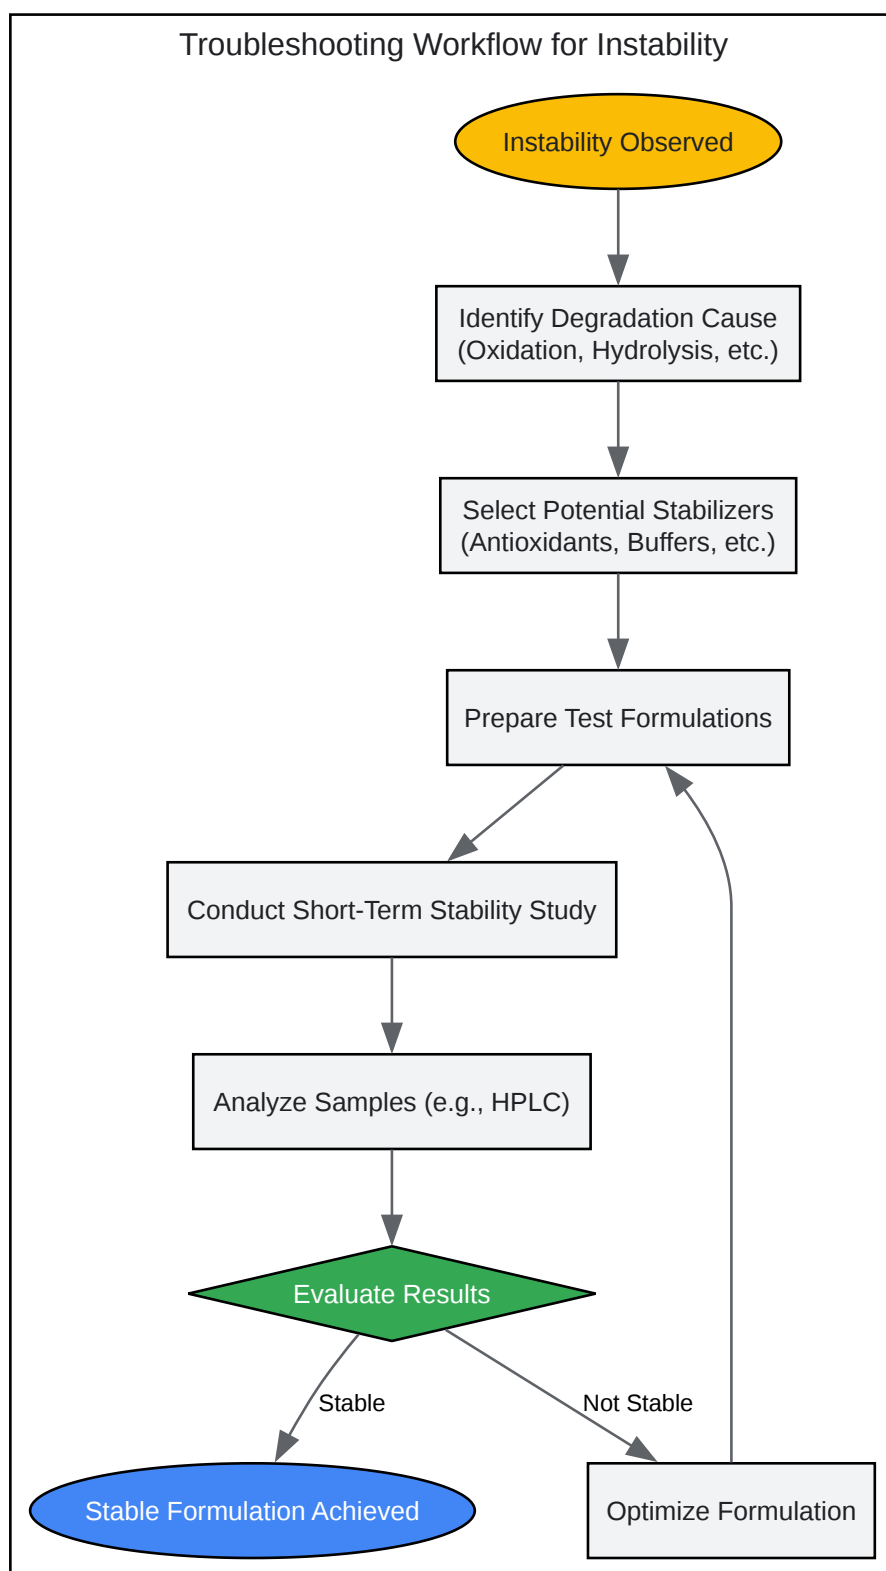 Troubleshooting Workflow for Instability
Instability Observed
Identify Degradation Cause
(Oxidation, Hydrolysis, etc.)
Select Potential Stabilizers
(Antioxidants, Buffers, etc.)
Prepare Test Formulations
Conduct Short-Term Stability Study
Analyze Samples (e.g., HPLC)
Evaluate Results
Stable
Not Stable
Stable Formulation Achieved
Optimize Formulation